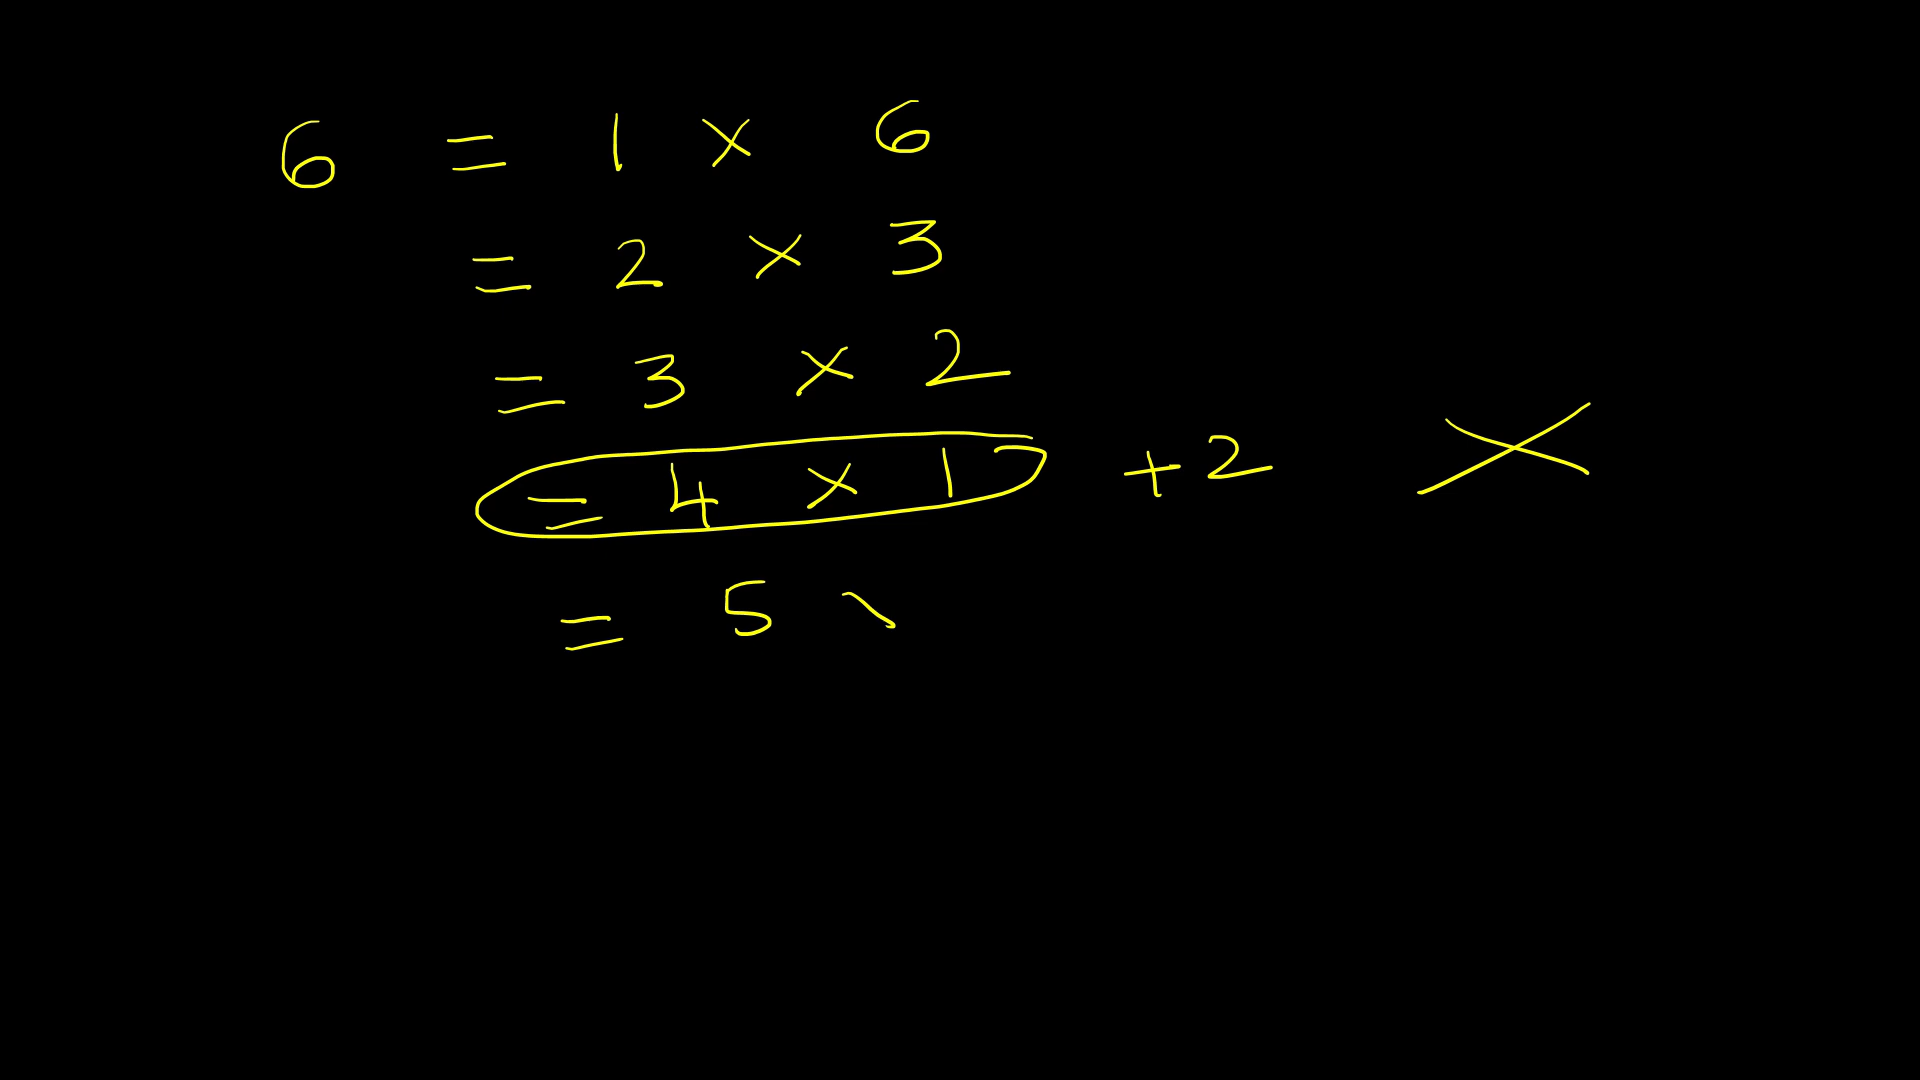 6 = 1 × 6
= 2 × 3
= 3 × 2
= 4 × 1 + 2 ×
= 5